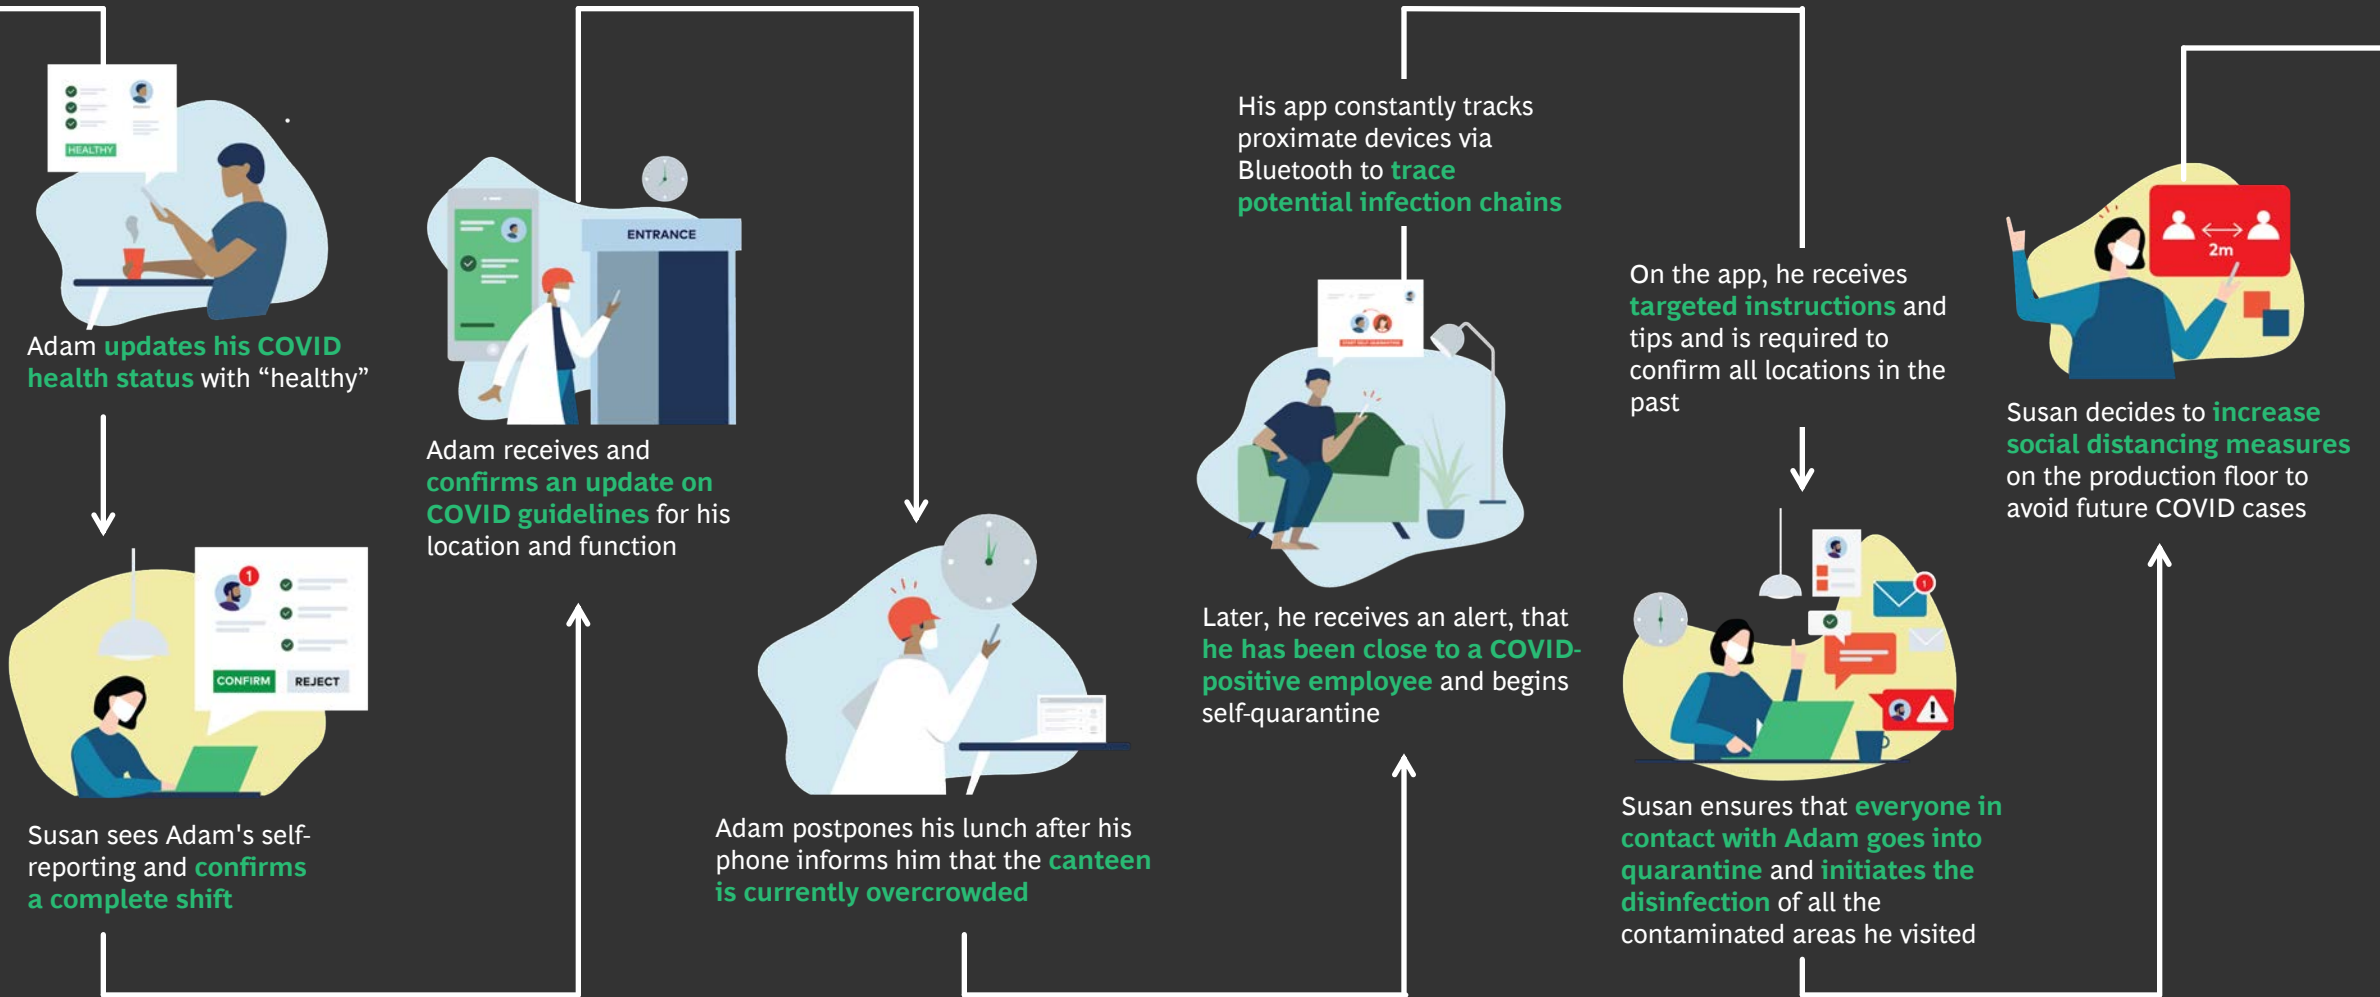 HEALTHY
Adam updates his COVID
health status with “healthy”
1
CONFIRM REJECT
Susan sees Adam's self-
reporting and confirms
a complete shift
ENTRANCE
Adam receives and
confirms an update on
COVID guidelines for his
location and function
Adam postpones his lunch after his
phone informs him that the canteen
is currently overcrowded
His app constantly tracks
proximate devices via
Bluetooth to trace
potential infection chains
START SELF-QUARANTINE
Later, he receives an alert, that
he has been close to a COVID-
positive employee and begins
self-quarantine
On the app, he receives
targeted instructions and
tips and is required to
confirm all locations in the
past
1
Susan ensures that everyone in
contact with Adam goes into
quarantine and initiates the
disinfection of all the
contaminated areas he visited
2m
Susan decides to increase
social distancing measures
on the production floor to
avoid future COVID cases